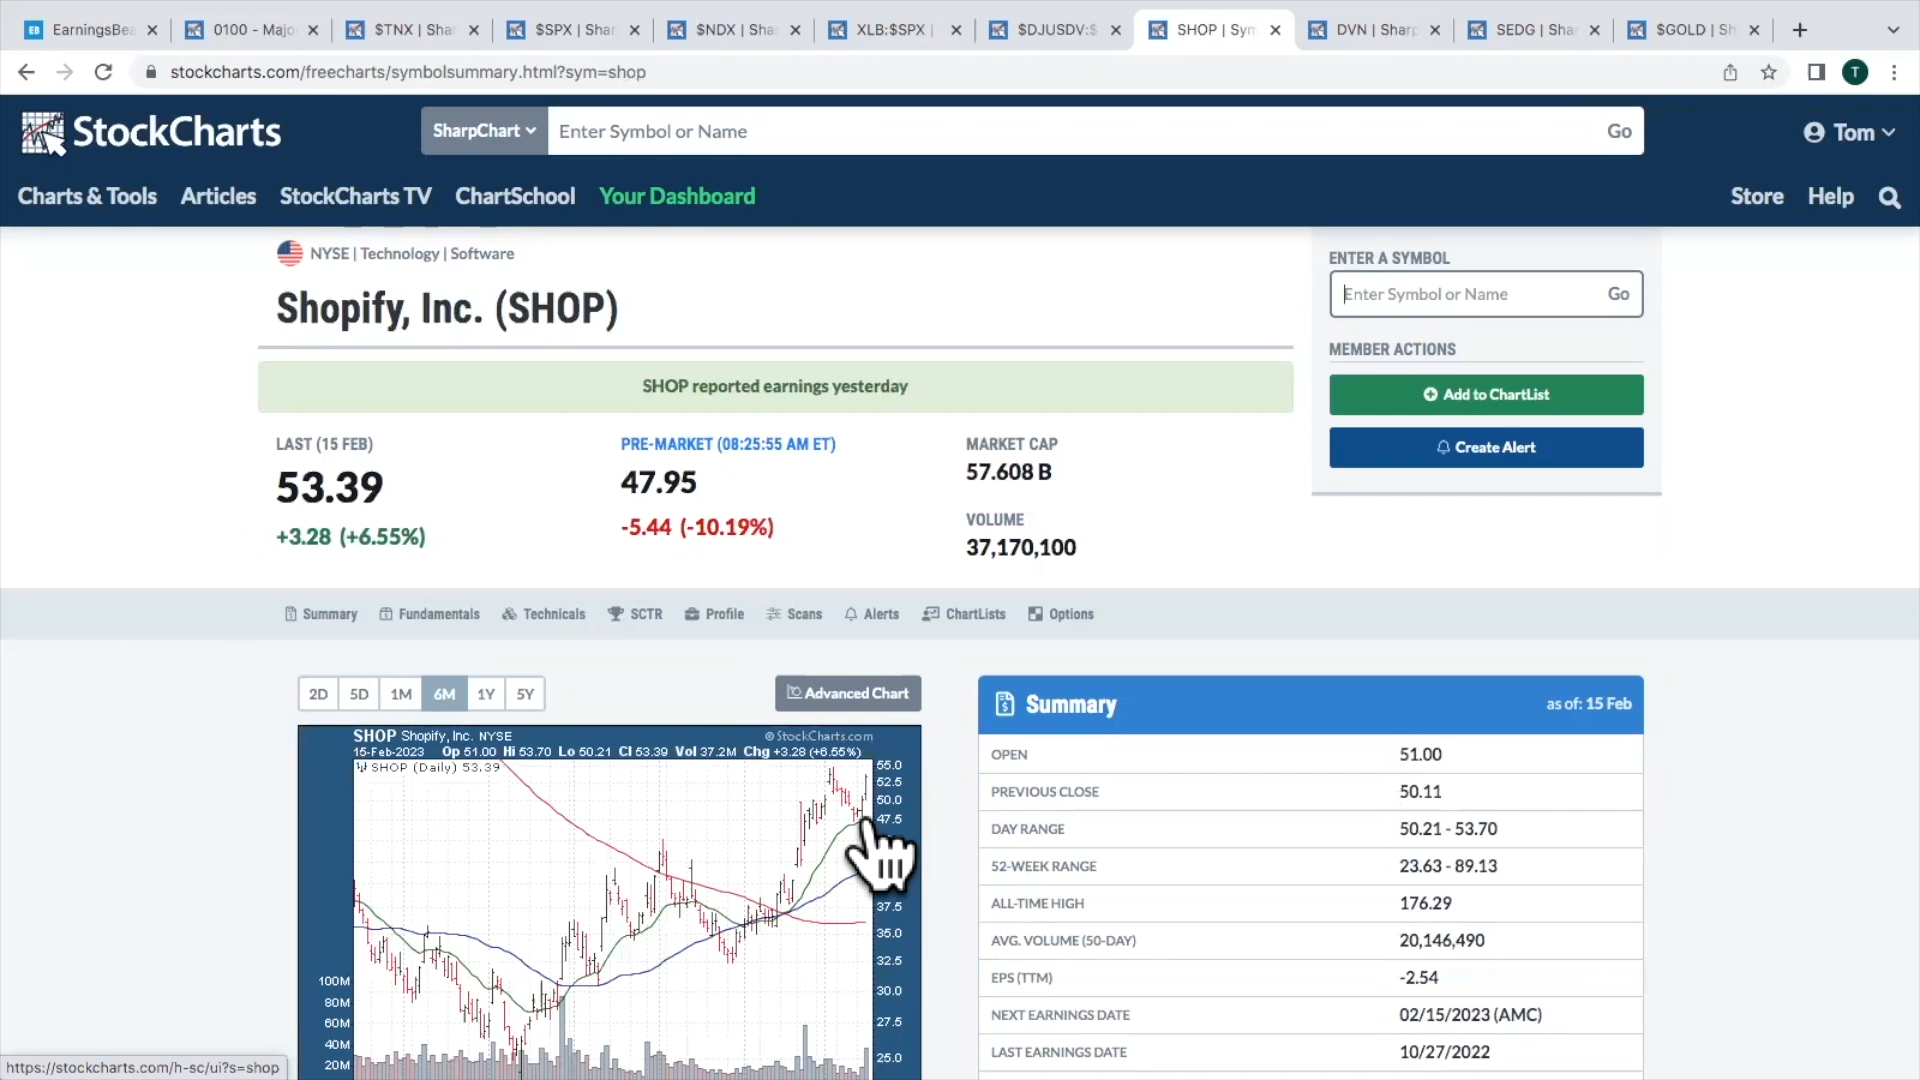 EarningsBea
0100 - Major
$TNX | Shar
$SPX | Shar
$NDX | Sha
XLB:$SPX |
$DJUSDV:$
SHOP | Sym
DVN | Sharp
SEDG | Shar
$GOLD | Sh
stockcharts.com/freecharts/symbolsummary.html?sym=shop
T
StockCharts
SharpChart
Enter Symbol or Name
Go
Tom
Charts & Tools
Articles
StockCharts TV
ChartSchool
Your Dashboard
Store
Help
NYSE | Technology | Software
Shopify, Inc. (SHOP)
SHOP reported earnings yesterday
LAST (15 FEB)
53.39
+3.28 (+6.55%)
PRE-MARKET (08:25:55 AM ET)
47.95
-5.44 (-10.19%)
MARKET CAP
57.608 B
VOLUME
37,170,100
ENTER A SYMBOL
Enter Symbol or Name
Go
MEMBER ACTIONS
Add to ChartList
Create Alert
Summary
Fundamentals
Technicals
SCTR
Profile
Scans
Alerts
ChartLists
Options
2D
5D
1M
6M
1Y
5Y
Advanced Chart
SHOP Shopify, Inc. NYSE
© StockCharts.com
15-Feb-2023 Op 51.00 Hi 53.70 Lo 50.21 Cl 53.39 Vol 37.2M Chg +3.28 (+6.55%)
SHOP (Daily) 53.39
55.0
52.5
50.0
47.5
37.5
35.0
32.5
30.0
27.5
25.0
100M
80M
60M
40M
20M
Summary
as of: 15 Feb
OPEN 51.00
PREVIOUS CLOSE 50.11
DAY RANGE 50.21 - 53.70
52-WEEK RANGE 23.63 - 89.13
ALL-TIME HIGH 176.29
AVG. VOLUME (50-DAY) 20,146,490
EPS (TTM) -2.54
NEXT EARNINGS DATE 02/15/2023 (AMC)
LAST EARNINGS DATE 10/27/2022
https://stockcharts.com/h-sc/ui?s=shop